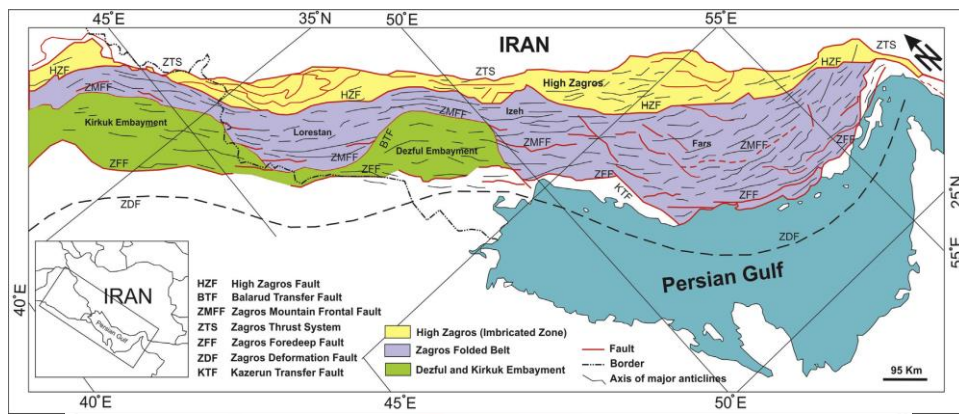 45˚E
35˚N
50˚E
55˚E
IRAN
N
ZTS
HZF
ZTS
ZTS
HZF
High Zagros
HZF
HZF
ZMFF
ZMFF
Izeh
Kirkuk Embayment
Lorestan
BTF
Dezful Embayment
ZMFF
Fars
ZMFF
ZMFF
ZFF
ZFF
ZFF
ZFF
ZFF
KTF
ZDF
ZDF
25˚N
55˚E
40˚E
Persian Gulf
IRAN
Persian Gulf
HZF High Zagros Fault
BTF Balarud Transfer Fault
ZMFF Zagros Mountain Frontal Fault
ZTS Zagros Thrust System
ZFF Zagros Foredeep Fault
ZDF Zagros Deformation Fault
KTF Kazerun Transfer Fault
High Zagros (Imbricated Zone)
Zagros Folded Belt
Dezful and Kirkuk Embayment
Fault
Border
Axis of major anticlines
95 Km
40˚E
45˚E
50˚E